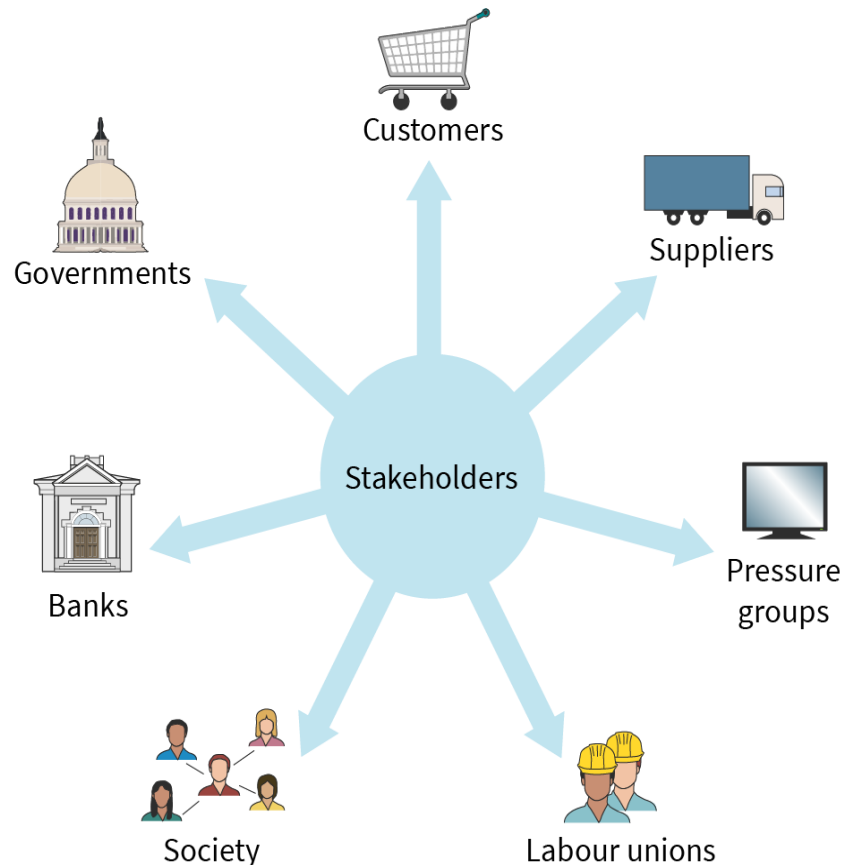 Customers
Suppliers
Governments
Stakeholders
Pressure
groups
Banks
Society
Labour unions